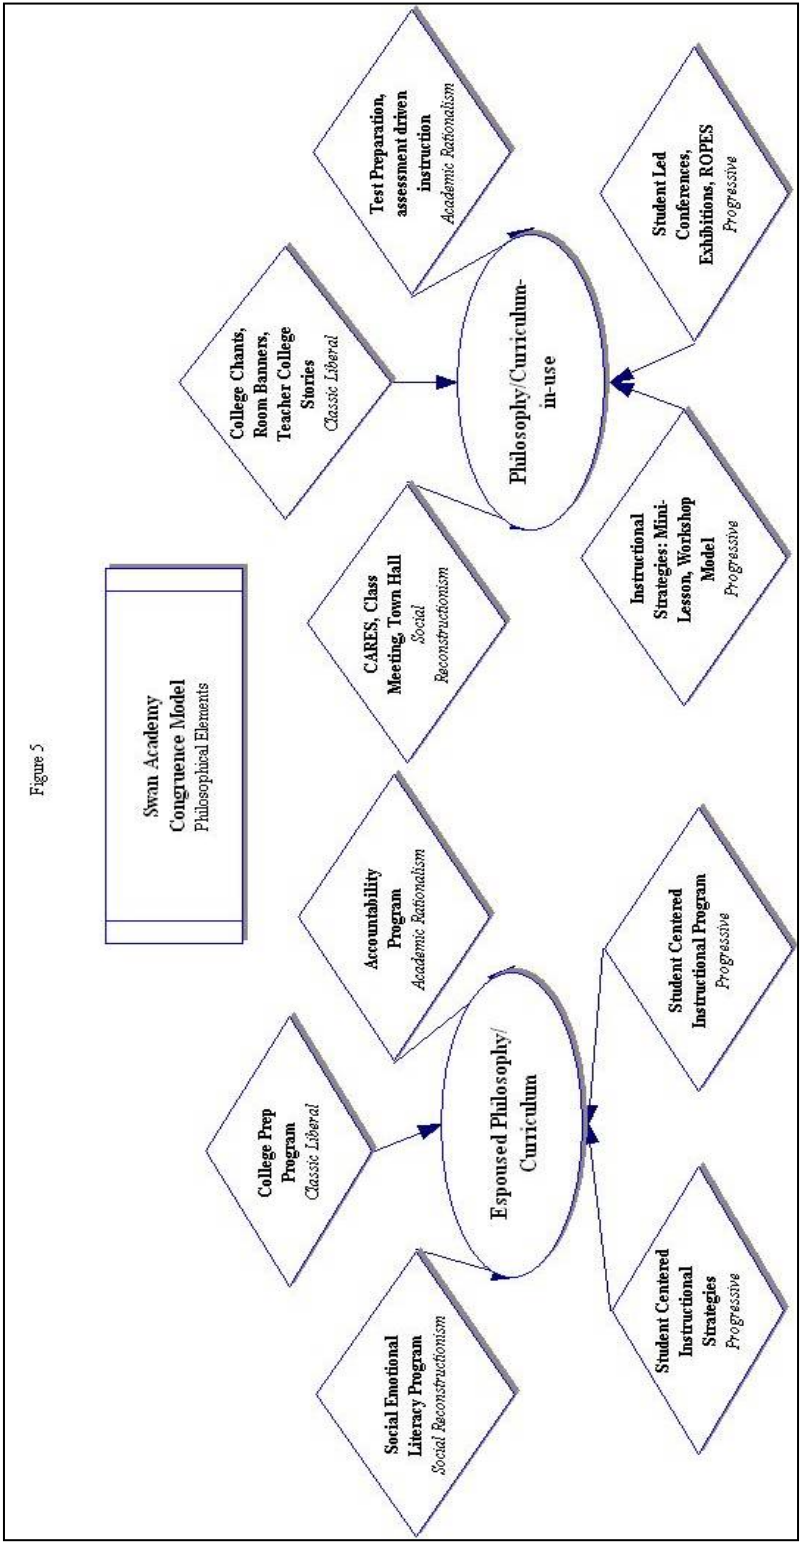 Figure 5
Swan Academy
Congruence Model
Philosophical Elements
Social Emotional
Literacy Program
Social Reconstructionism
College Prep
Program
Classic Liberal
Accountability
Program
Academic Rationalism
Espoused Philosophy/
Curriculum
Student Centered
Instructional
Strategies
Progressive
Student Centered
Instructional Program
Progressive
CARES, Class
Meeting, Town Hall
Social
Reconstructionism
College Chants,
Room Banners,
Teacher College
Stories
Classic Liberal
Test Preparation,
assessment driven
instruction
Academic Rationalism
Philosophy/Curriculum-
in-use
Instructional
Strategies: Mini-
Lesson, Workshop
Model
Progressive
Student Led
Conferences,
Exhibitions, ROPES
Progressive